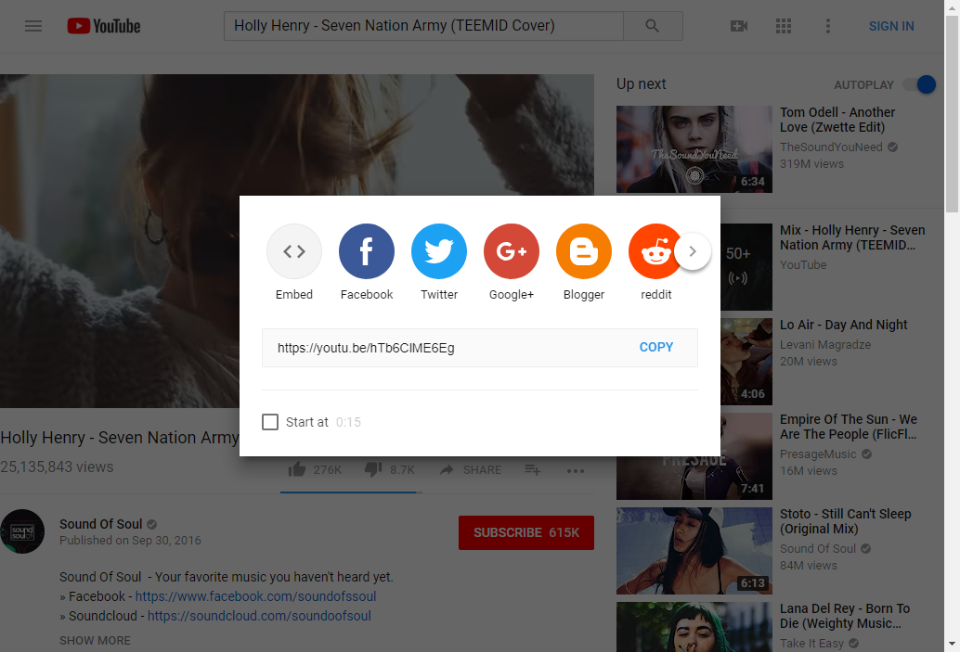 YouTube
Holly Henry - Seven Nation Army (TEEMID Cover)
SIGN IN
Up next
AUTOPLAY
TheSoundYouNeed
6:34
Tom Odell - Another
Love (Zwette Edit)
TheSoundYouNeed
319M views
50+
Mix - Holly Henry - Seven
Nation Army (TEEMID...
YouTube
4:06
Lo Air - Day And Night
Levani Magradze
20M views
PRESAGE
7:41
Empire Of The Sun - We
Are The People (FlicFl...
PresageMusic
16M views
6:13
Stoto - Still Can't Sleep
(Original Mix)
Sound Of Soul
84M views
Lana Del Rey - Born To
Die (Weighty Music...
Take It Easy
Embed
Facebook
Twitter
G+
Google+
Blogger
reddit
https://youtu.be/hTb6CIME6Eg
COPY
Start at 0:15
Holly Henry - Seven Nation Army
25,135,843 views
276K
8.7K
SHARE
sound
soul
Sound Of Soul
Published on Sep 30, 2016
SUBSCRIBE 615K
Sound Of Soul - Your favorite music you haven't heard yet.
» Facebook - https://www.facebook.com/soundofssoul
» Soundcloud - https://soundcloud.com/soundoofsoul
SHOW MORE